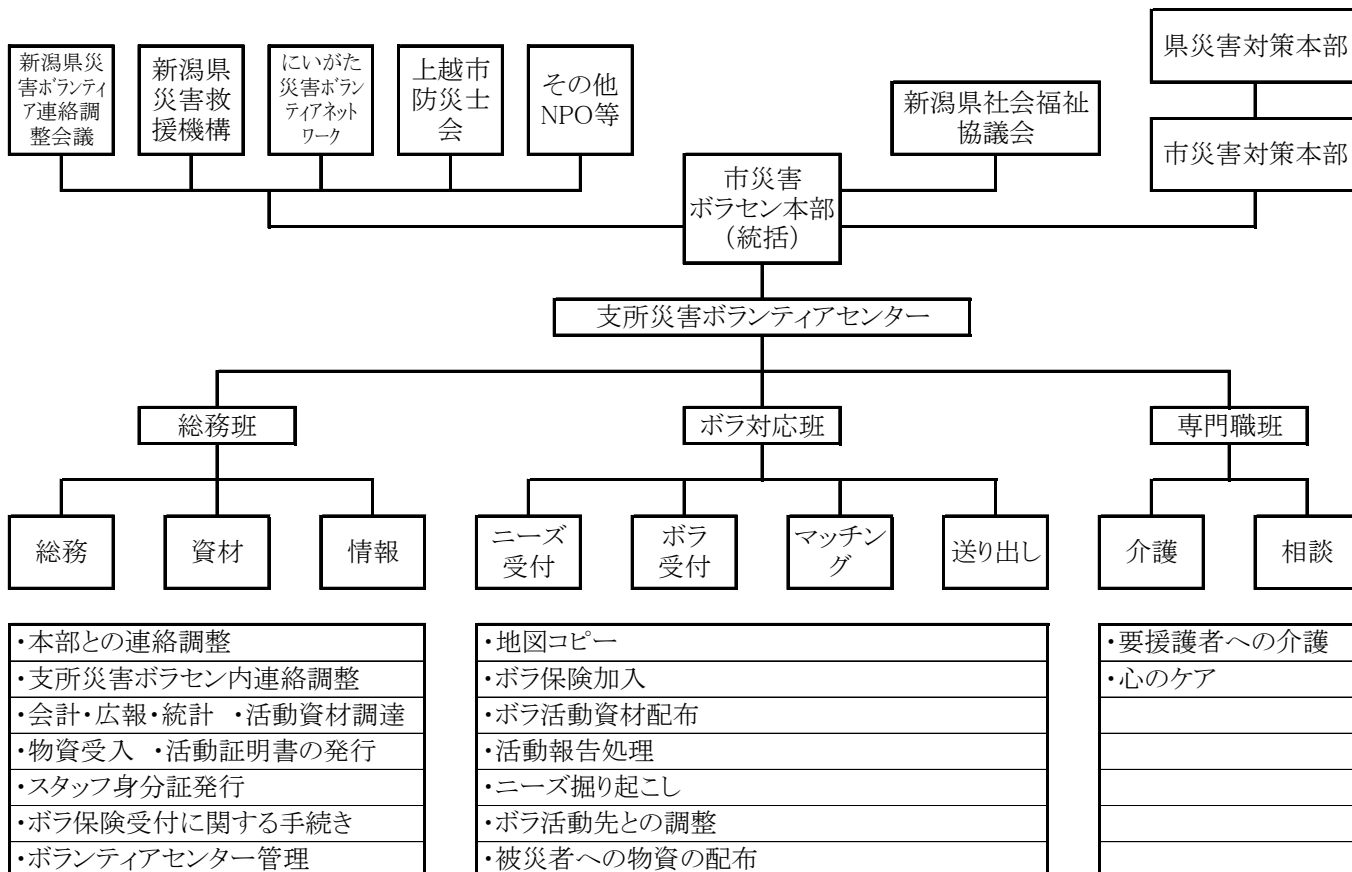 新潟県災
害ボランティ
ア連絡調
整会議
新潟県
災害救
援機構
にいがた
災害ボラン
ティアネット
ワーク
上越市
防災士
会
その他
NPO等
新潟県社会福祉
協議会
県災害対策本部
市災害対策本部
市災害
ボラセン本部
（統括）
支所災害ボランティアセンター
総務班
ボラ対応班
専門職班
総務
資材
情報
ニーズ
受付
ボラ
受付
マッチン
グ
送り出し
介護
相談
・本部との連絡調整
・支所災害ボラセン内連絡調整
・会計・広報・統計　・活動資材調達
・物資受入　・活動証明書の発行
・スタッフ身分証発行
・ボラ保険受付に関する手続き
・ボランティアセンター管理
・地図コピー
・ボラ保険加入
・ボラ活動資材配布
・活動報告処理
・ニーズ掘り起こし
・ボラ活動先との調整
・被災者への物資の配布
・要援護者への介護
・心のケア